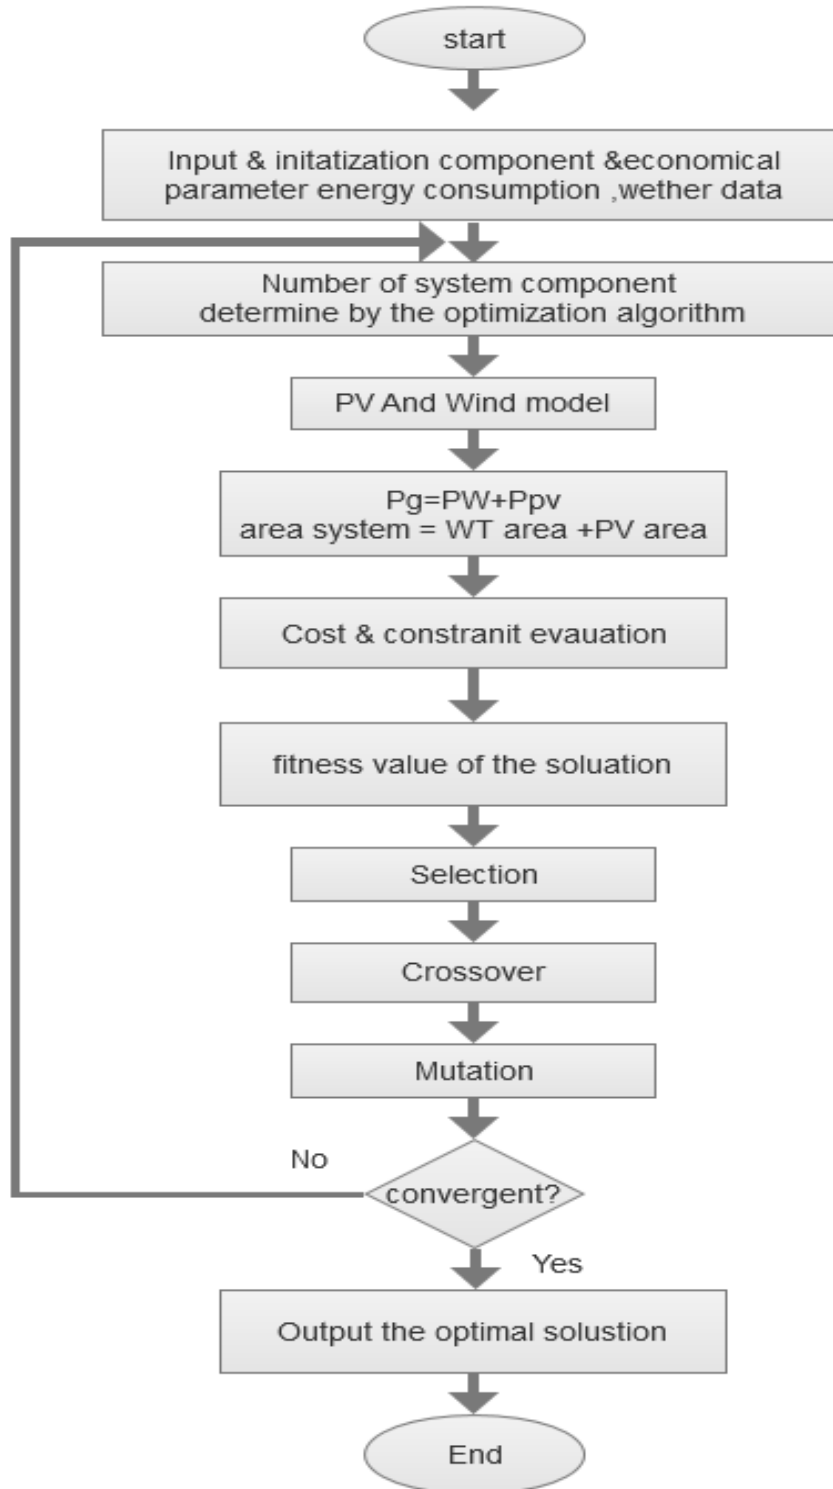 start
Input & initatization component &economical
parameter energy consumption ,wether data
Number of system component
determine by the optimization algorithm
PV And Wind model
Pg=PW+Ppv
area system = WT area +PV area
Cost & constranit evauation
fitness value of the soluation
Selection
Crossover
Mutation
No
convergent?
Yes
Output the optimal solustion
End